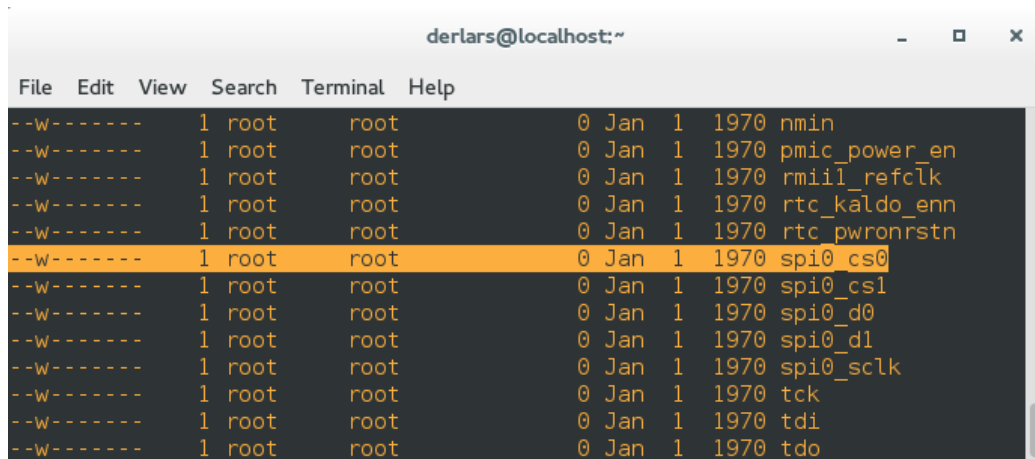 derlars@localhost:~
File Edit View Search Terminal Help
--w------- 1 root root 0 Jan 1 1970 nmin
--w------- 1 root root 0 Jan 1 1970 pmic_power_en
--w------- 1 root root 0 Jan 1 1970 rmii1_refclk
--w------- 1 root root 0 Jan 1 1970 rtc_kaldo_enn
--w------- 1 root root 0 Jan 1 1970 rtc_pwronrstn
--w------- 1 root root 0 Jan 1 1970 spi0_cs0
--w------- 1 root root 0 Jan 1 1970 spi0_cs1
--w------- 1 root root 0 Jan 1 1970 spi0_d0
--w------- 1 root root 0 Jan 1 1970 spi0_d1
--w------- 1 root root 0 Jan 1 1970 spi0_sclk
--w------- 1 root root 0 Jan 1 1970 tck
--w------- 1 root root 0 Jan 1 1970 tdi
--w------- 1 root root 0 Jan 1 1970 tdo